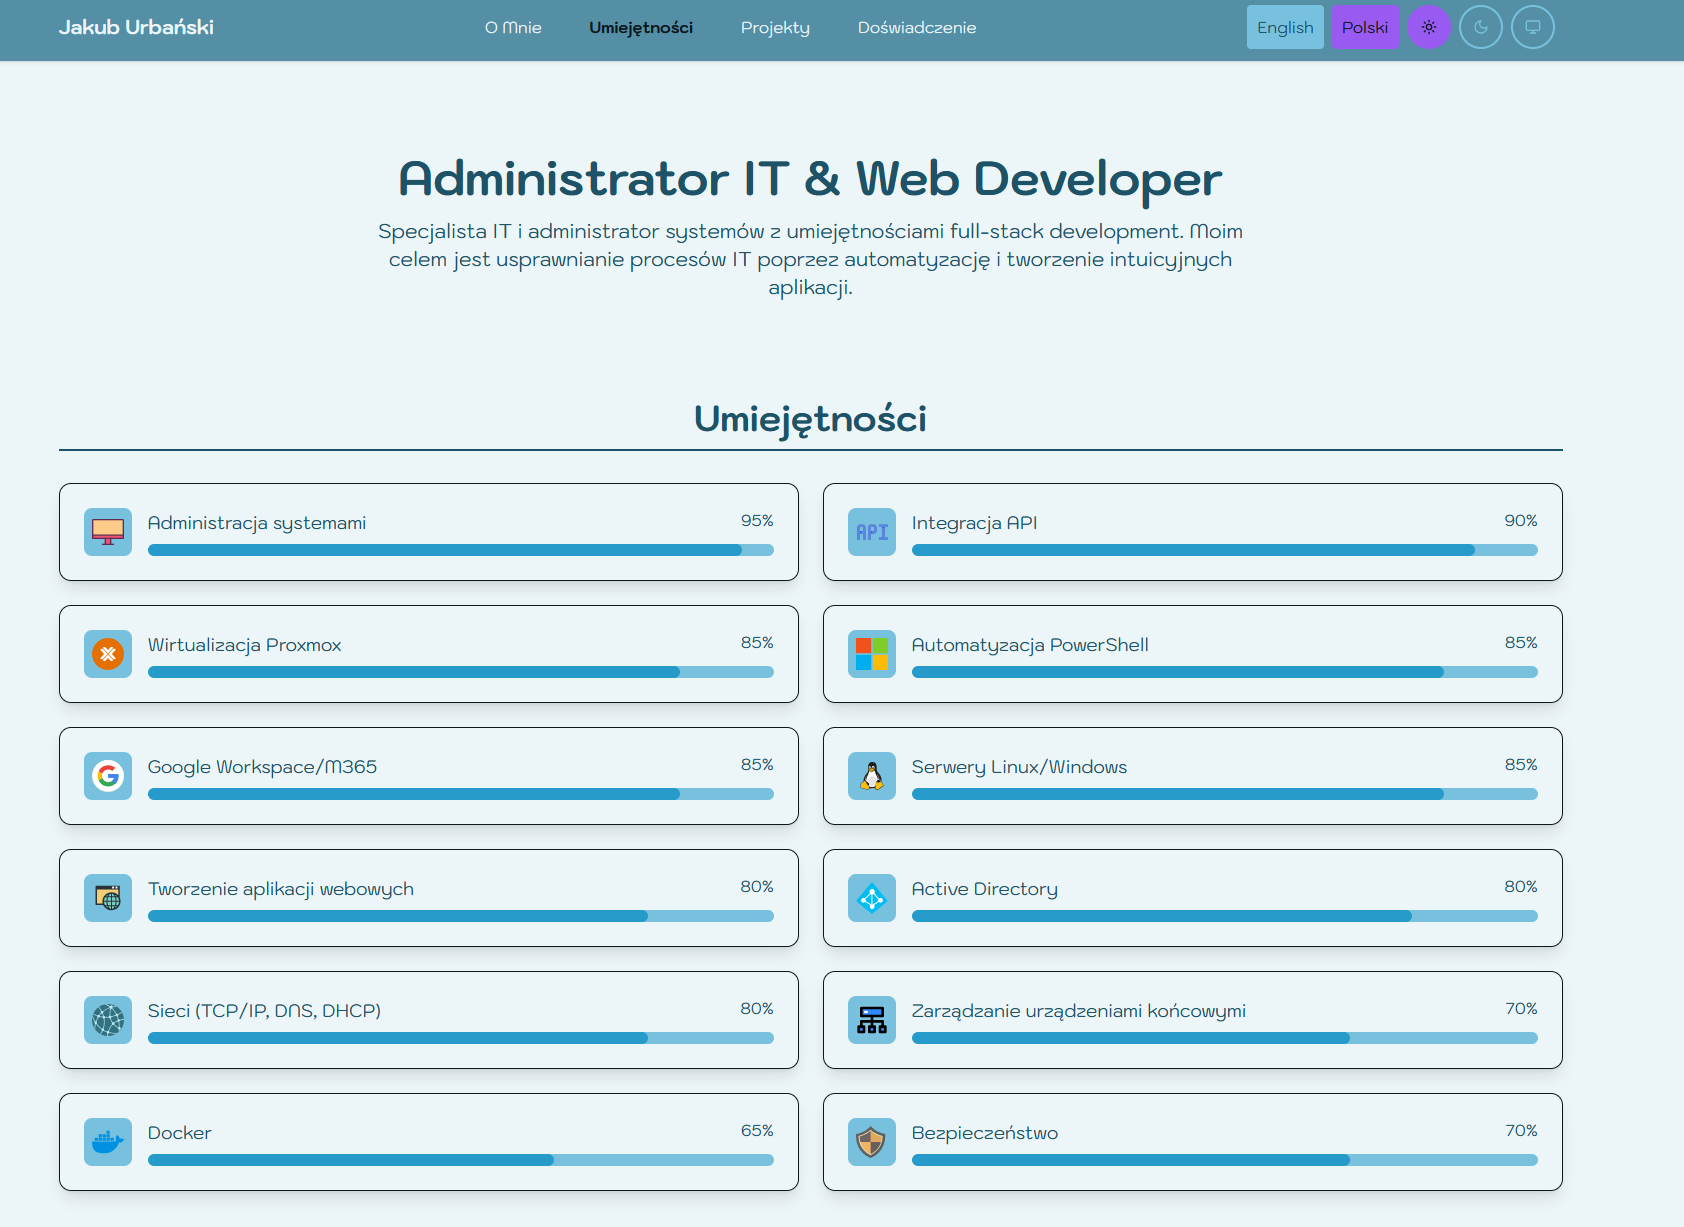 Jakub Urbański
O Mnie
Umiejętności
Projekty
Doświadczenie
English
Polski
Administrator IT & Web Developer
Specjalista IT i administrator systemów z umiejętnościami full-stack development. Moim
celem jest usprawnianie procesów IT poprzez automatyzację i tworzenie intuicyjnych
aplikacji.
Umiejętności
Administracja systemami
95%
API
Integracja API
90%
Wirtualizacja Proxmox
85%
Automatyzacja PowerShell
85%
G
Google Workspace/M365
85%
Serwery Linux/Windows
85%
Tworzenie aplikacji webowych
80%
Active Directory
80%
Sieci (TCP/IP, DNS, DHCP)
80%
Zarządzanie urządzeniami końcowymi
70%
Docker
65%
Bezpieczeństwo
70%